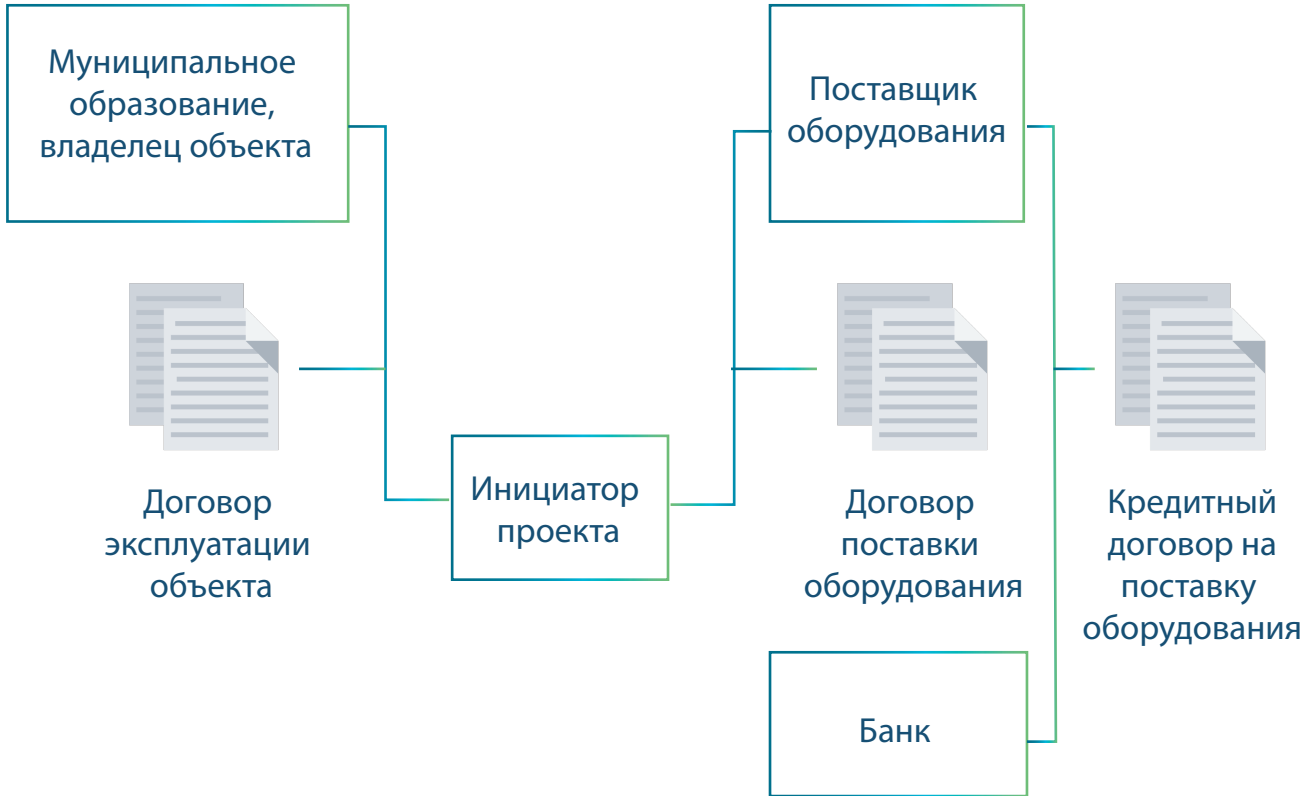 Муниципальное
образование,
владелец объекта
Поставщик
оборудования
Инициатор
проекта
Договор
эксплуатации
объекта
Договор
поставки
оборудования
Кредитный
договор на
поставку
оборудования
Банк